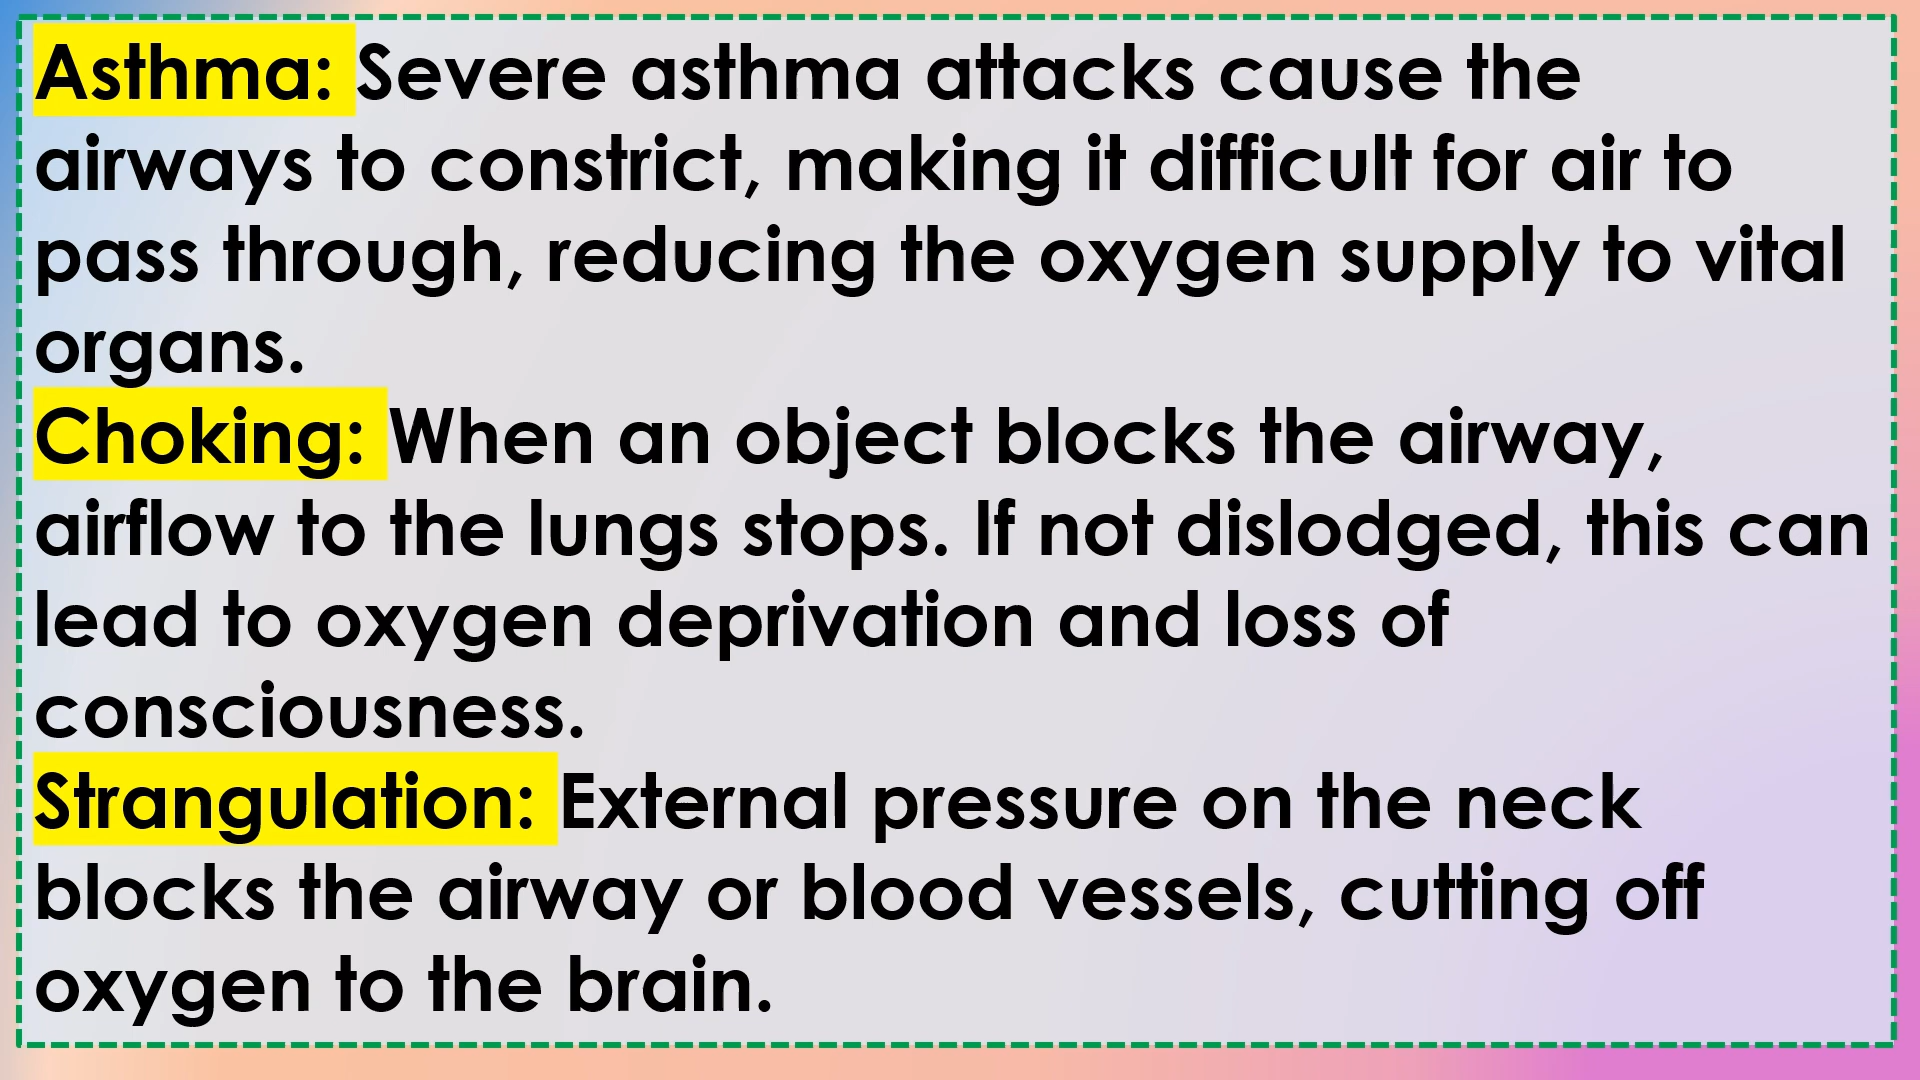 Asthma: Severe asthma attacks cause the
airways to constrict, making it difficult for air to
pass through, reducing the oxygen supply to vital
organs.
Choking: When an object blocks the airway,
airflow to the lungs stops. If not dislodged, this can
lead to oxygen deprivation and loss of
consciousness.
Strangulation: External pressure on the neck
blocks the airway or blood vessels, cutting off
oxygen to the brain.